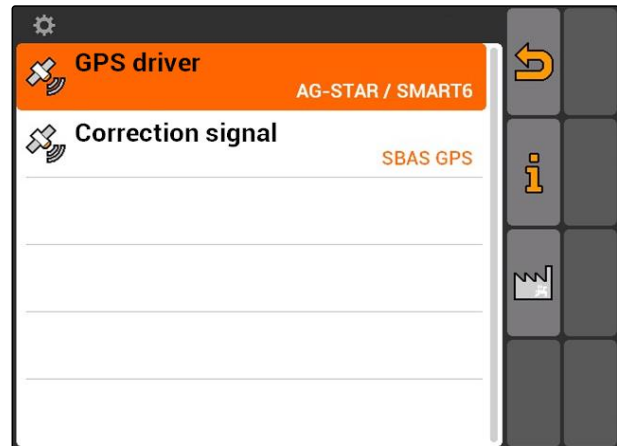 GPS driver
AG-STAR / SMART6
Correction signal
SBAS GPS